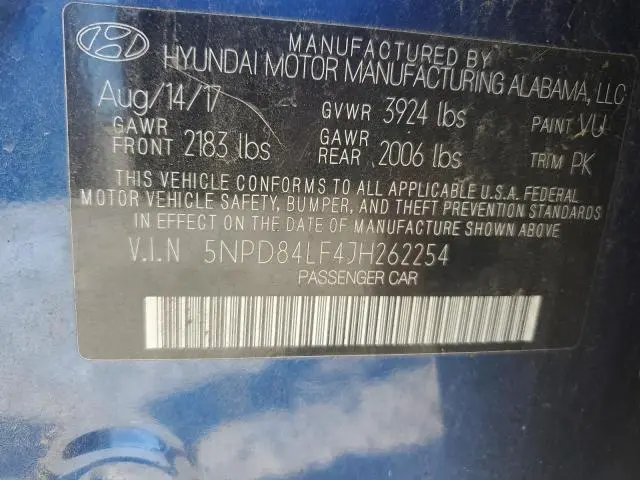 MANUFACTURED BY
HYUNDAI MOTOR MANUFACTURING ALABAMA, LLC
Aug/14/17 GVWR 3924 lbs PAINT VU
GAWR FRONT 2183 lbs GAWR REAR 2006 lbs TRIM PK
THIS VEHICLE CONFORMS TO ALL APPLICABLE U.S.A. FEDERAL
MOTOR VEHICLE SAFETY, BUMPER, AND THEFT PREVENTION STANDARDS
IN EFFECT ON THE DATE OF MANUFACTURE SHOWN ABOVE.
V.I.N 5NPD84LF4JH262254
PASSENGER CAR